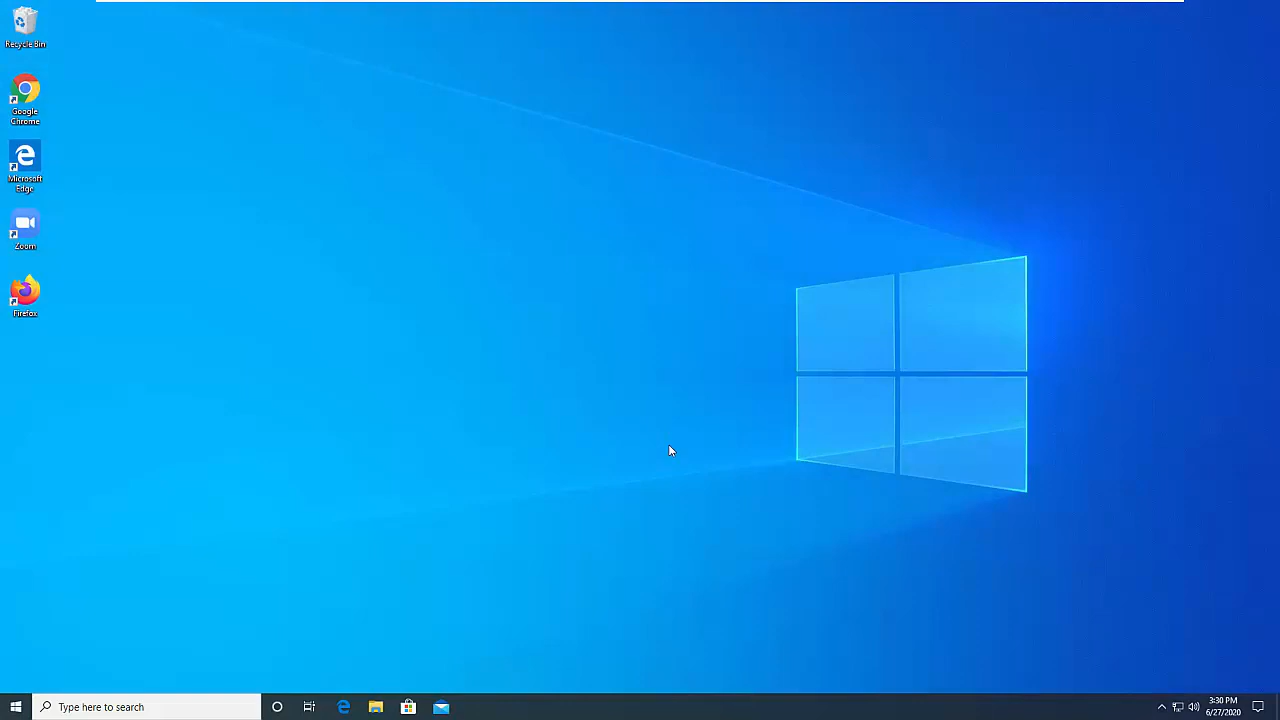 Recycle Bin
Google
Chrome
Microsoft
Edge
Zoom
Firefox
Type here to search
3:30 PM
6/27/2020